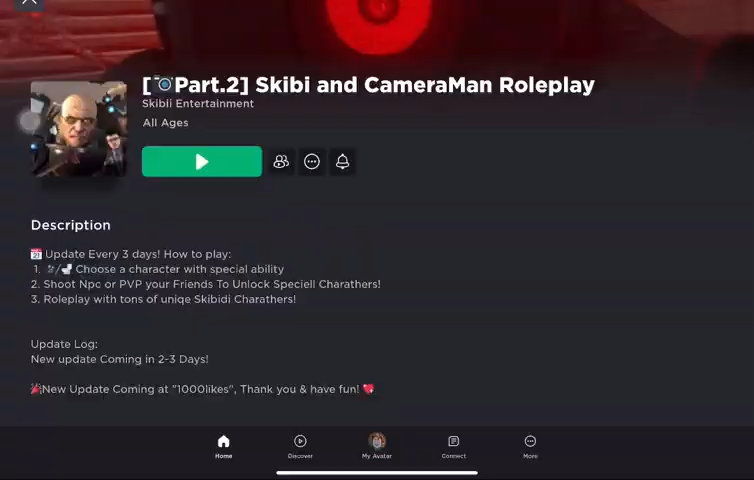 [📷Part.2] Skibi and CameraMan Roleplay
Skibii Entertainment
All Ages
Description
📅 Update Every 3 days! How to play:
1. 🎥/🚽 Choose a character with special ability
2. Shoot Npc or PVP your Friends To Unlock Speciell Charathers!
3. Roleplay with tons of uniqe Skibidi Charathers!
Update Log:
New update Coming in 2-3 Days!
🎉New Update Coming at "1000likes", Thank you & have fun! 💖
Home
Discover
My Avatar
Connect
More